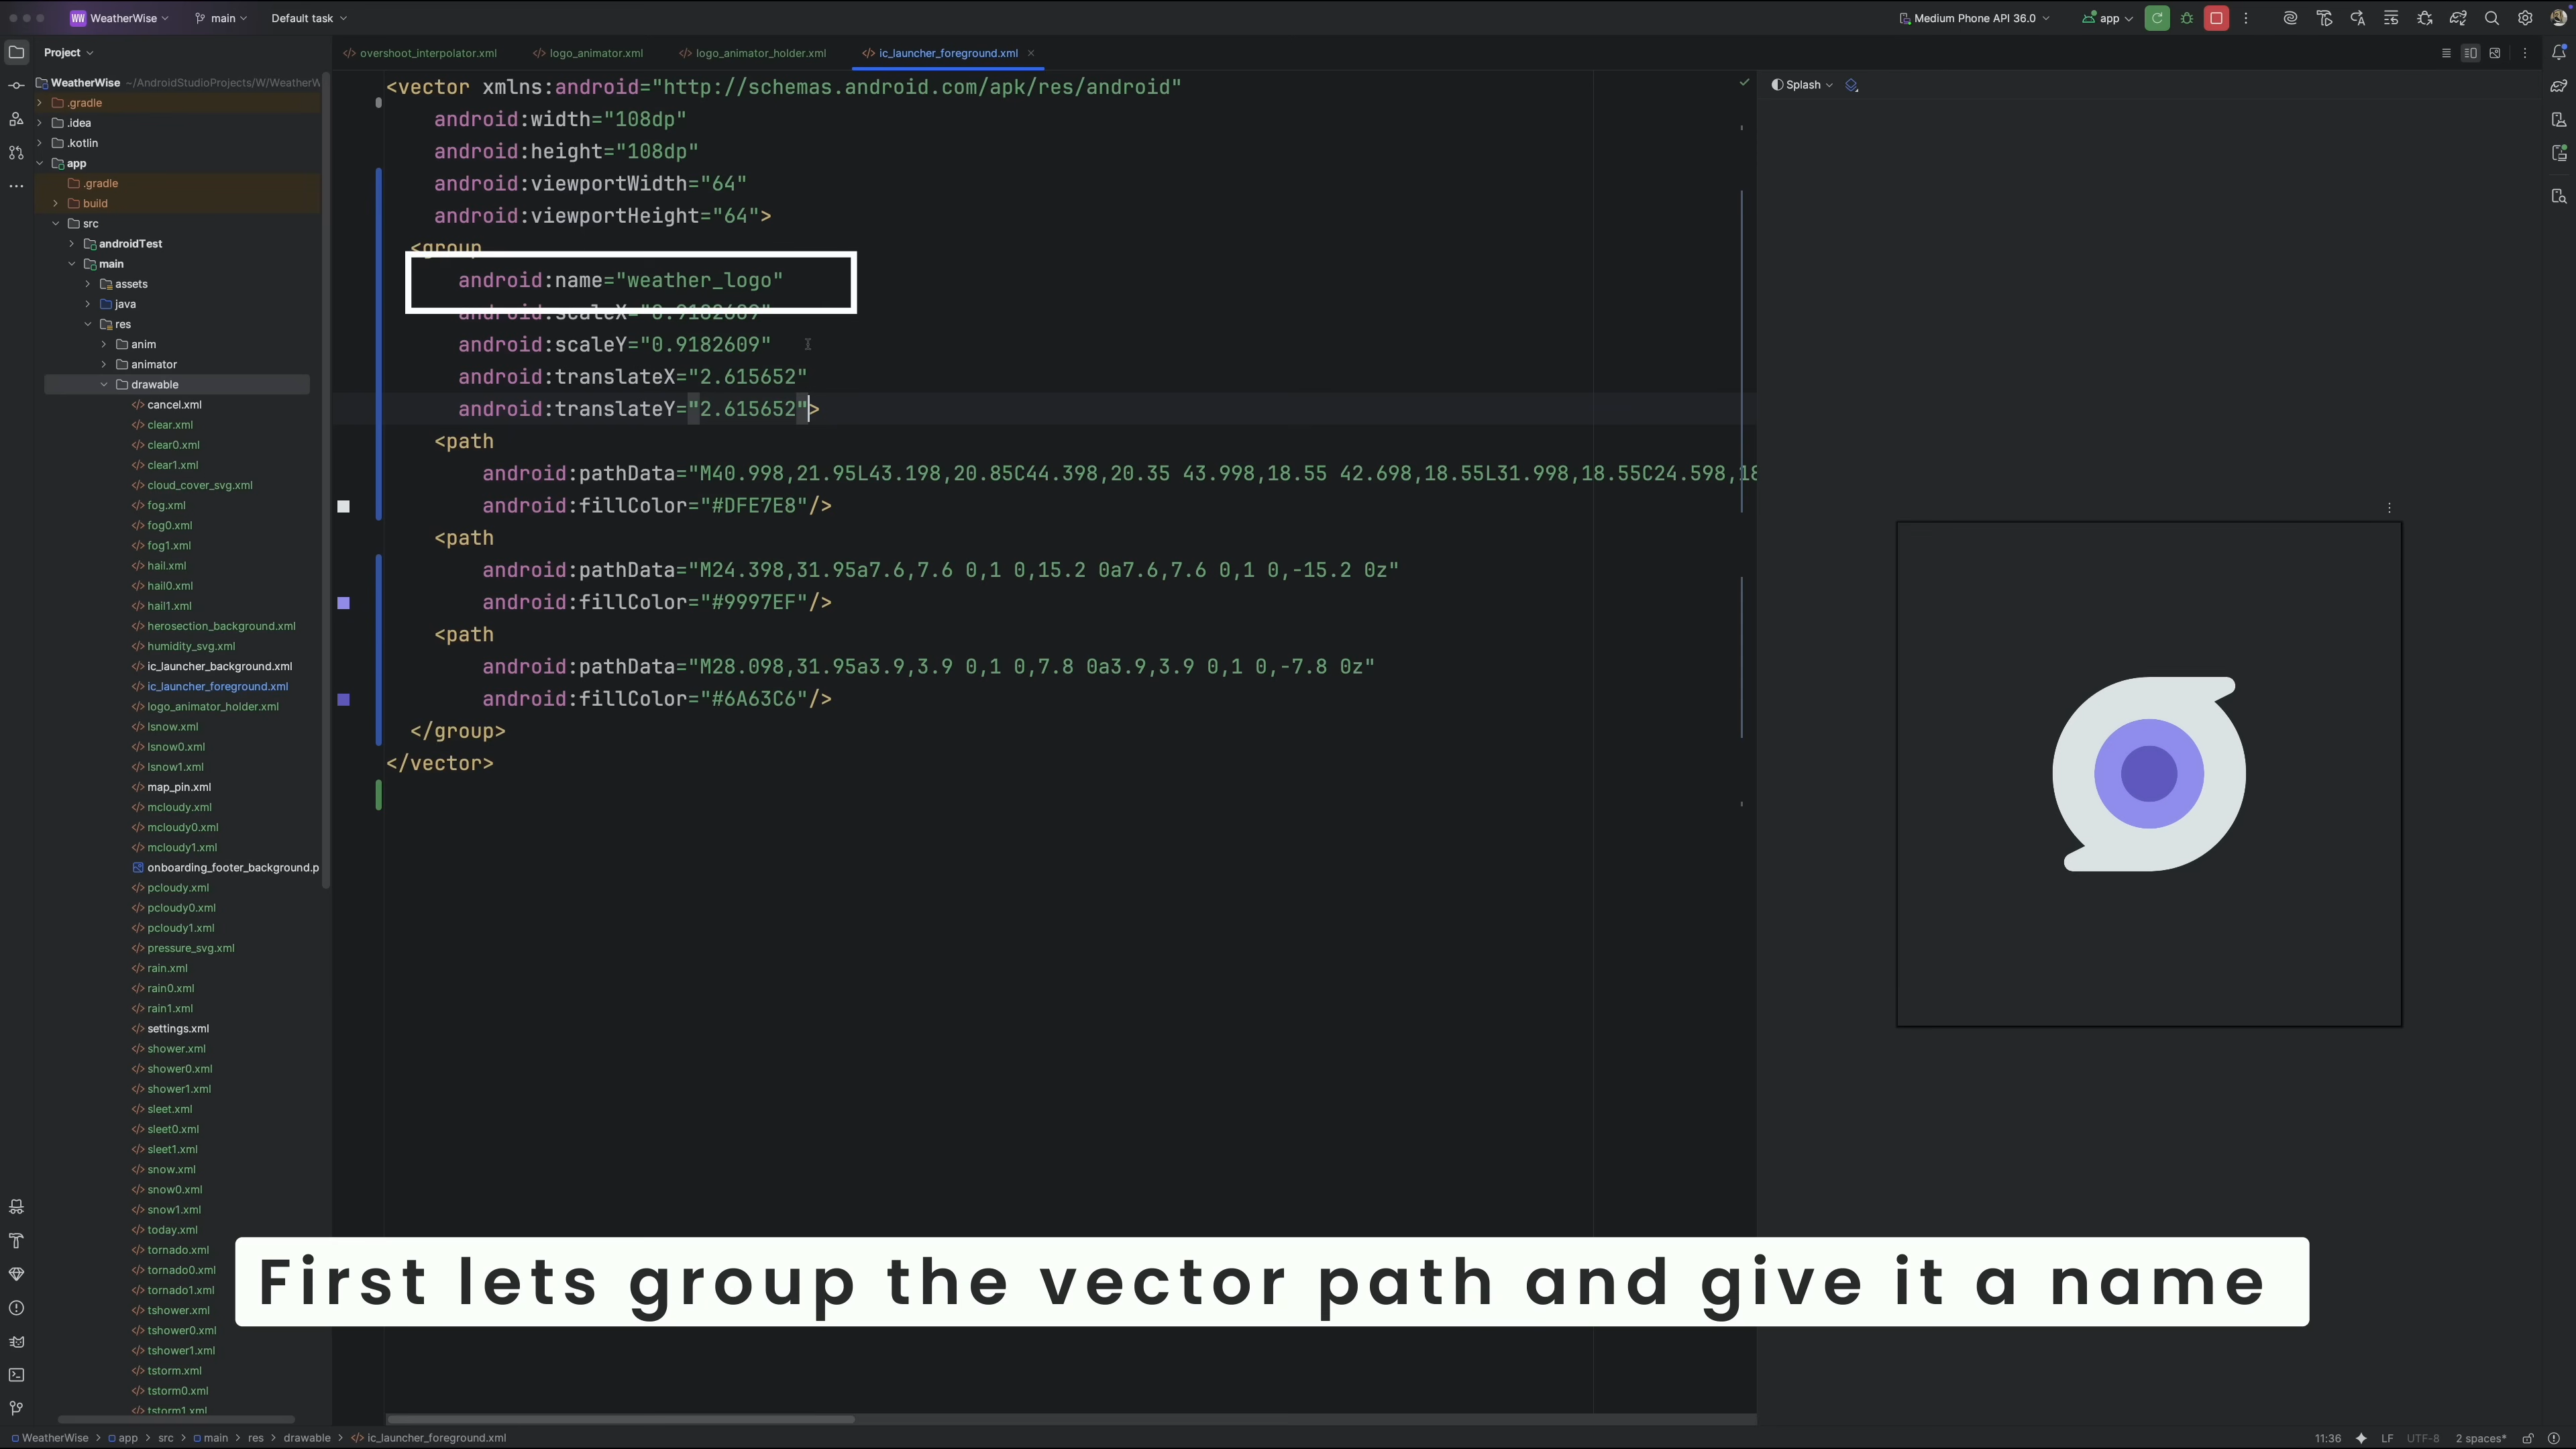 WW WeatherWise main Default task Medium Phone API 36.0 app
Project overshoot_interpolator.xml logo_animator.xml logo_animator_holder.xml ic_launcher_foreground.xml
WeatherWise ~/AndroidStudioProjects/W/WeatherW
.gradle
.idea
.kotlin
app
.gradle
build
src
androidTest
main
assets
java
res
anim
animator
drawable
cancel.xml
clear.xml
clear0.xml
clear1.xml
cloud_cover_svg.xml
fog.xml
fog0.xml
fog1.xml
hail.xml
hail0.xml
hail1.xml
herosection_background.xml
humidity_svg.xml
ic_launcher_background.xml
ic_launcher_foreground.xml
logo_animator_holder.xml
lsnow.xml
lsnow0.xml
lsnow1.xml
map_pin.xml
mcloudy.xml
mcloudy0.xml
mcloudy1.xml
onboarding_footer_background.p
pcloudy.xml
pcloudy0.xml
pcloudy1.xml
pressure_svg.xml
rain.xml
rain0.xml
rain1.xml
settings.xml
shower.xml
shower0.xml
shower1.xml
sleet.xml
sleet0.xml
sleet1.xml
snow.xml
snow0.xml
snow1.xml
today.xml
tornado.xml
tornado0.xml
tornado1.xml
tshower.xml
tshower0.xml
tshower1.xml
tstorm.xml
tstorm0.xml
tstorm1.xml
<vector xmlns:android="http://schemas.android.com/apk/res/android"
android:width="108dp"
android:height="108dp"
android:viewportWidth="64"
android:viewportHeight="64">
<group
android:name="weather_logo"
android:scaleX="0.9182609"
android:scaleY="0.9182609"
android:translateX="2.615652"
android:translateY="2.615652">
<path
android:pathData="M40.998,21.95L43.198,20.85C44.398,20.35 43.998,18.55 42.698,18.55L31.998,18.55C24.598,18
android:fillColor="#DFE7E8"/>
<path
android:pathData="M24.398,31.95a7.6,7.6 0,1 0,15.2 0a7.6,7.6 0,1 0,-15.2 0z"
android:fillColor="#9997EF"/>
<path
android:pathData="M28.098,31.95a3.9,3.9 0,1 0,7.8 0a3.9,3.9 0,1 0,-7.8 0z"
android:fillColor="#6A63C6"/>
</group>
</vector>
Splash
First lets group the vector path and give it a name
WeatherWise > app > src > main > res > drawable > ic_launcher_foreground.xml
11:36 LF UTF-8 2 spaces*